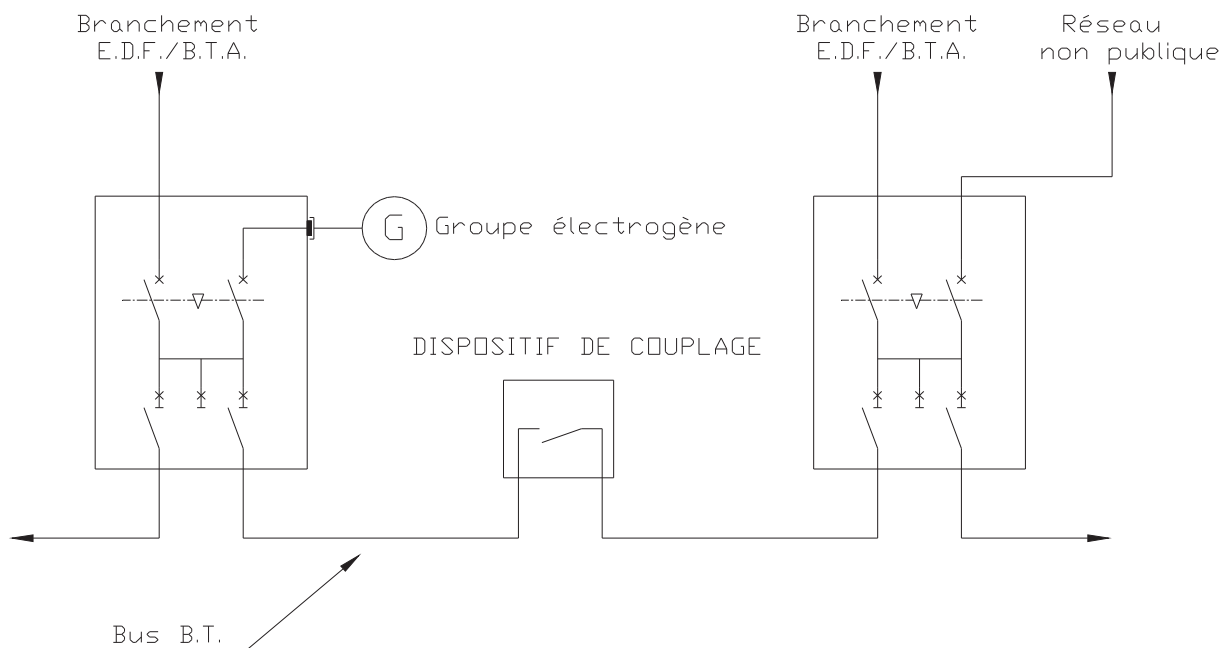 Branchement
E.D.F./B.T.A.
Branchement
E.D.F./B.T.A.
Réseau
non publique
G
Groupe électrogène
DISPOSITIF DE COUPLAGE
Bus B.T.